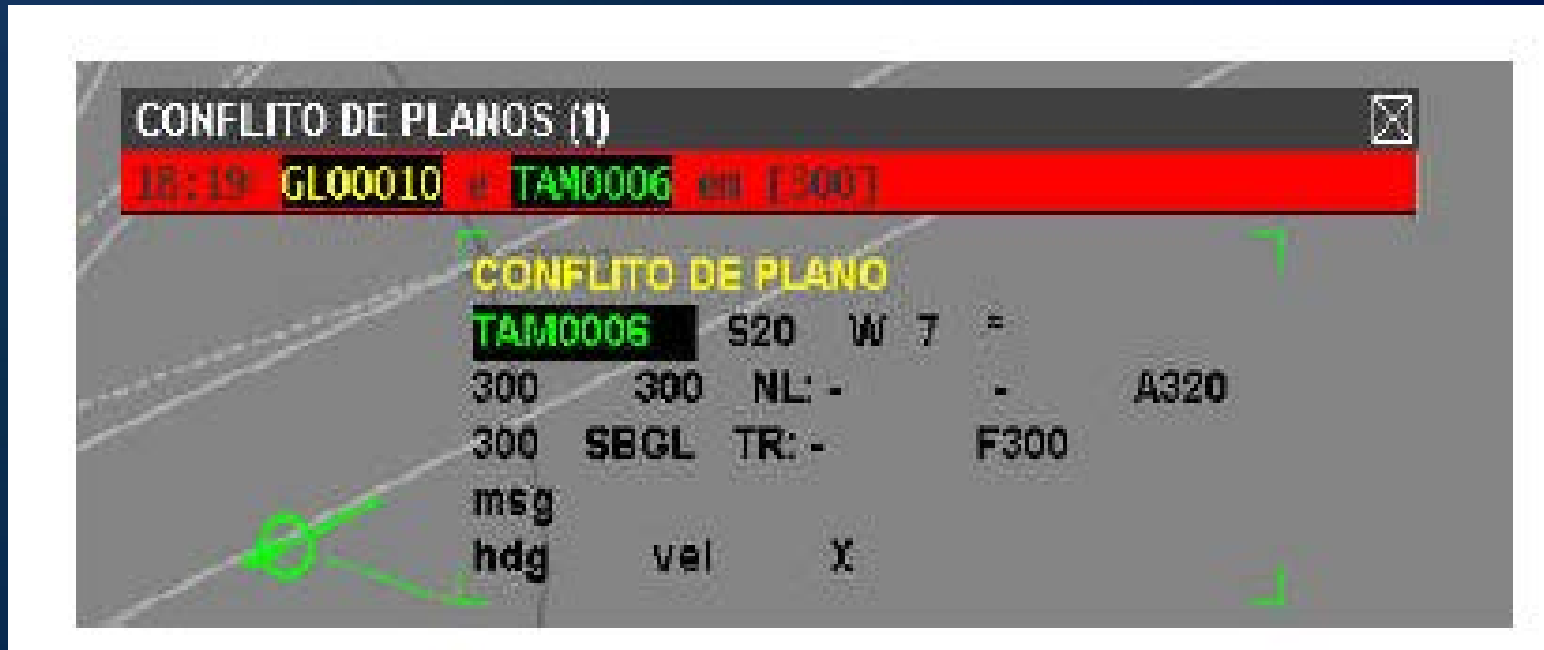 CONFLITO DE PLANOS (1)
18:19 GLO0010 e TAM0006 em [300]
CONFLITO DE PLANO
TAM0006 S20 W 7 =
300 300 NL: - - A320
300 SBGL TR: - F300
msg
hdg vel X